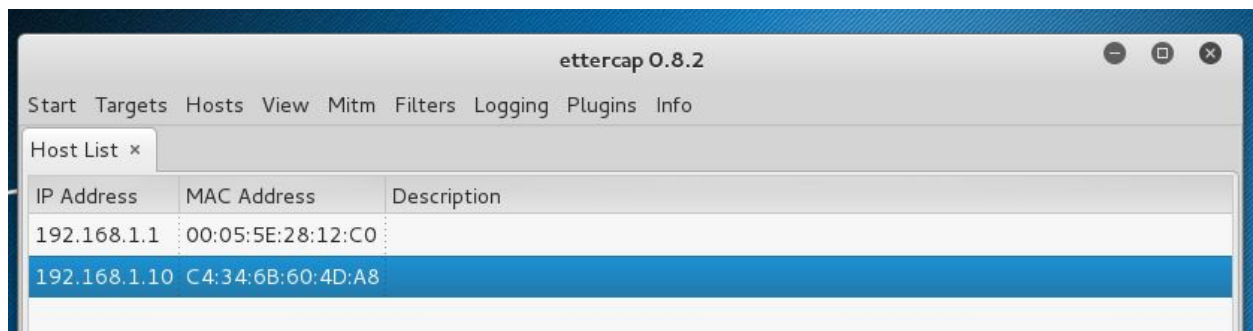 ettercap 0.8.2
Start Targets Hosts View Mitm Filters Logging Plugins Info
Host List ×
IP Address MAC Address Description
192.168.1.1 00:05:5E:28:12:C0
192.168.1.10 C4:34:6B:60:4D:A8